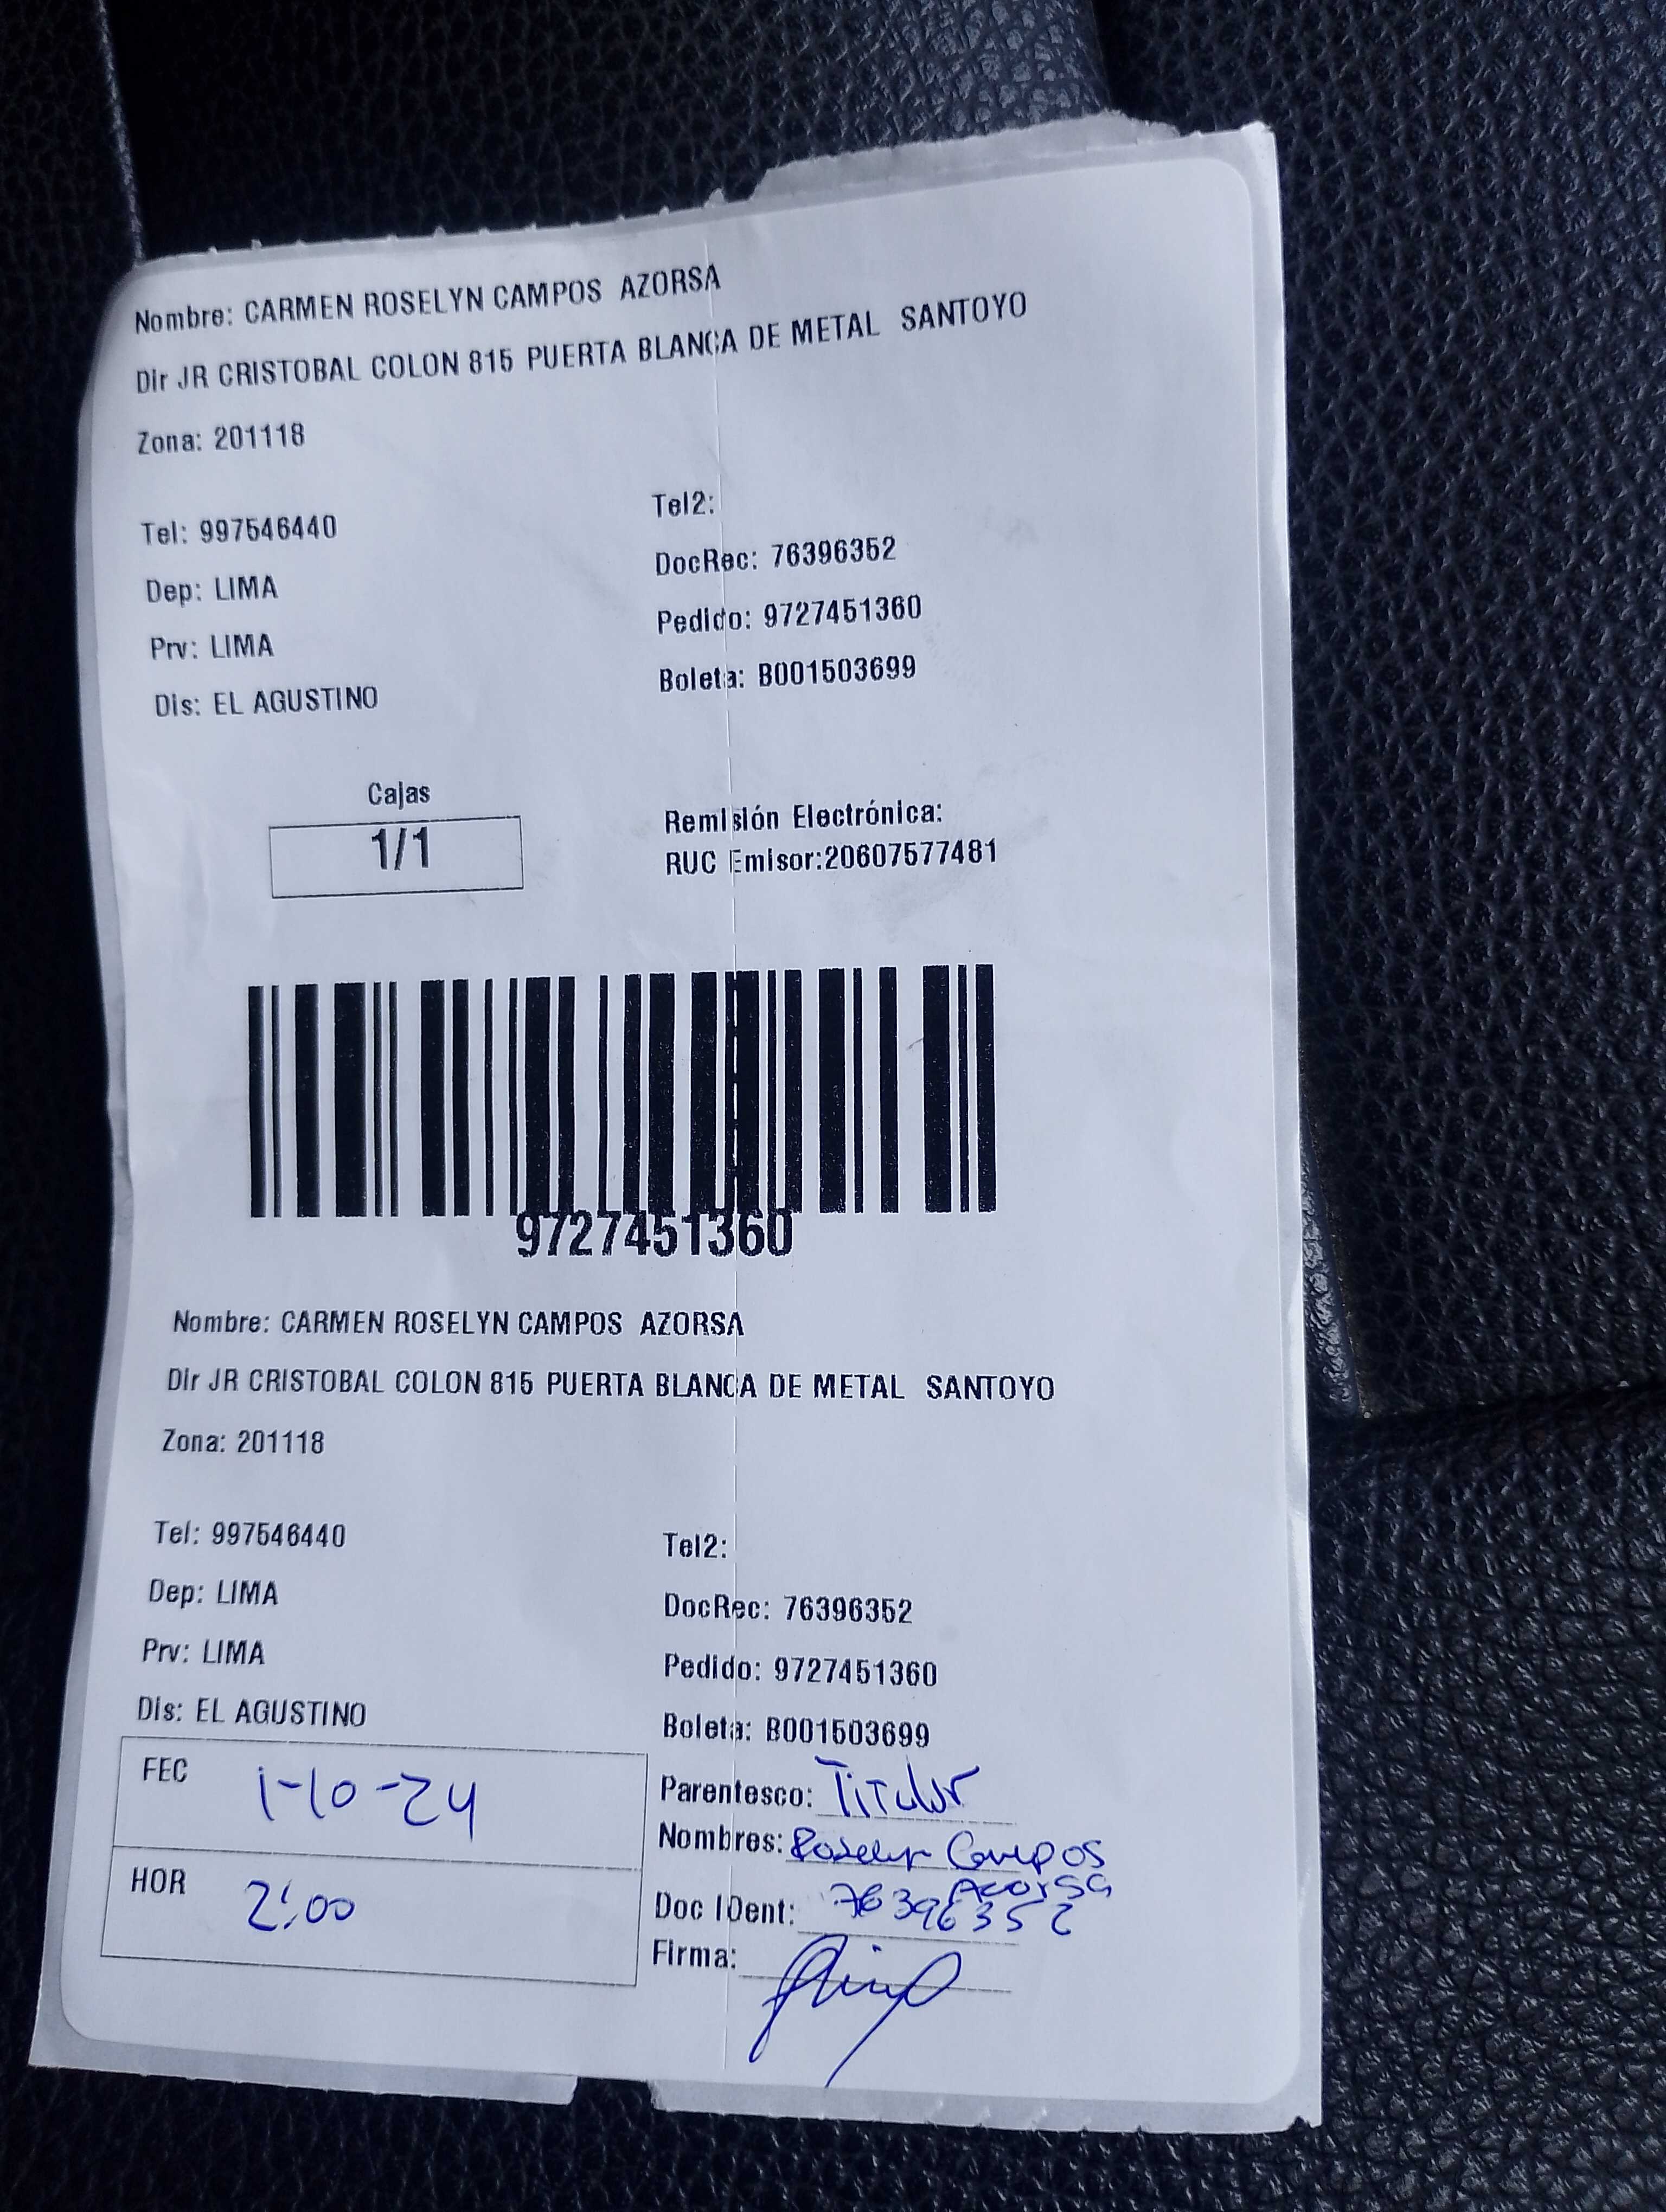 Nombre: CARMEN ROSELYN CAMPOS AZORSA
Dir JR CRISTOBAL COLON 815 PUERTA BLANCA DE METAL SANTOYO
Zona: 201118
Tel: 997546440
Tel2:
Dep: LIMA
DocRec: 76396352
Prv: LIMA
Pedido: 9727451360
Dis: EL AGUSTINO
Boleta: B001503699
Cajas
1/1
Remisión Electrónica:
RUC Emisor:20607577481
9727451360
Nombre: CARMEN ROSELYN CAMPOS AZORSA
Dir JR CRISTOBAL COLON 815 PUERTA BLANCA DE METAL SANTOYO
Zona: 201118
Tel: 997546440
Tel2:
Dep: LIMA
DocRec: 76396352
Prv: LIMA
Pedido: 9727451360
Dis: EL AGUSTINO
Boleta: B001503699
FEC 1-10-24
HOR 2:00
Parentesco: Titular
Nombres: Roselyn Campos
Azorsa
Doc IDent: 76396352
Firma: